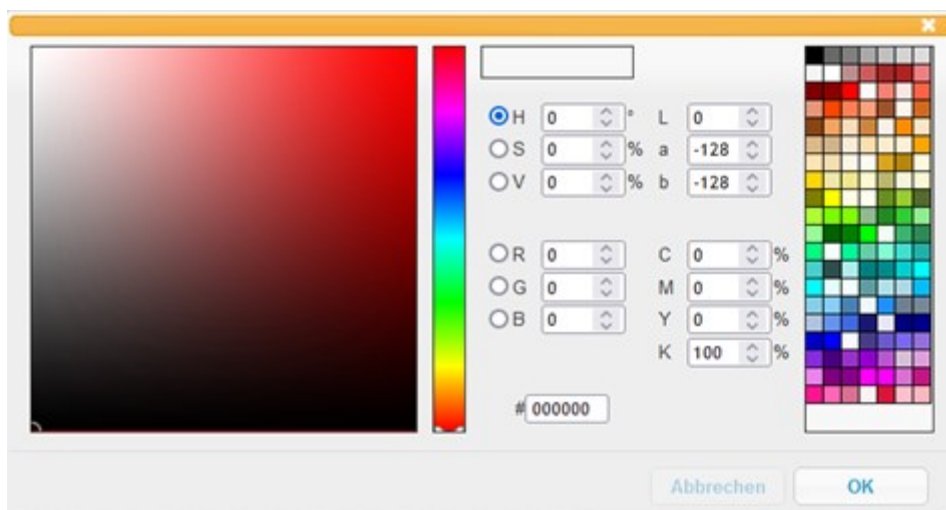 H 0 ° L 0
S 0 % a -128
V 0 % b -128
R 0 C 0 %
G 0 M 0 %
B 0 Y 0 %
K 100 %
# 000000
Abbrechen OK